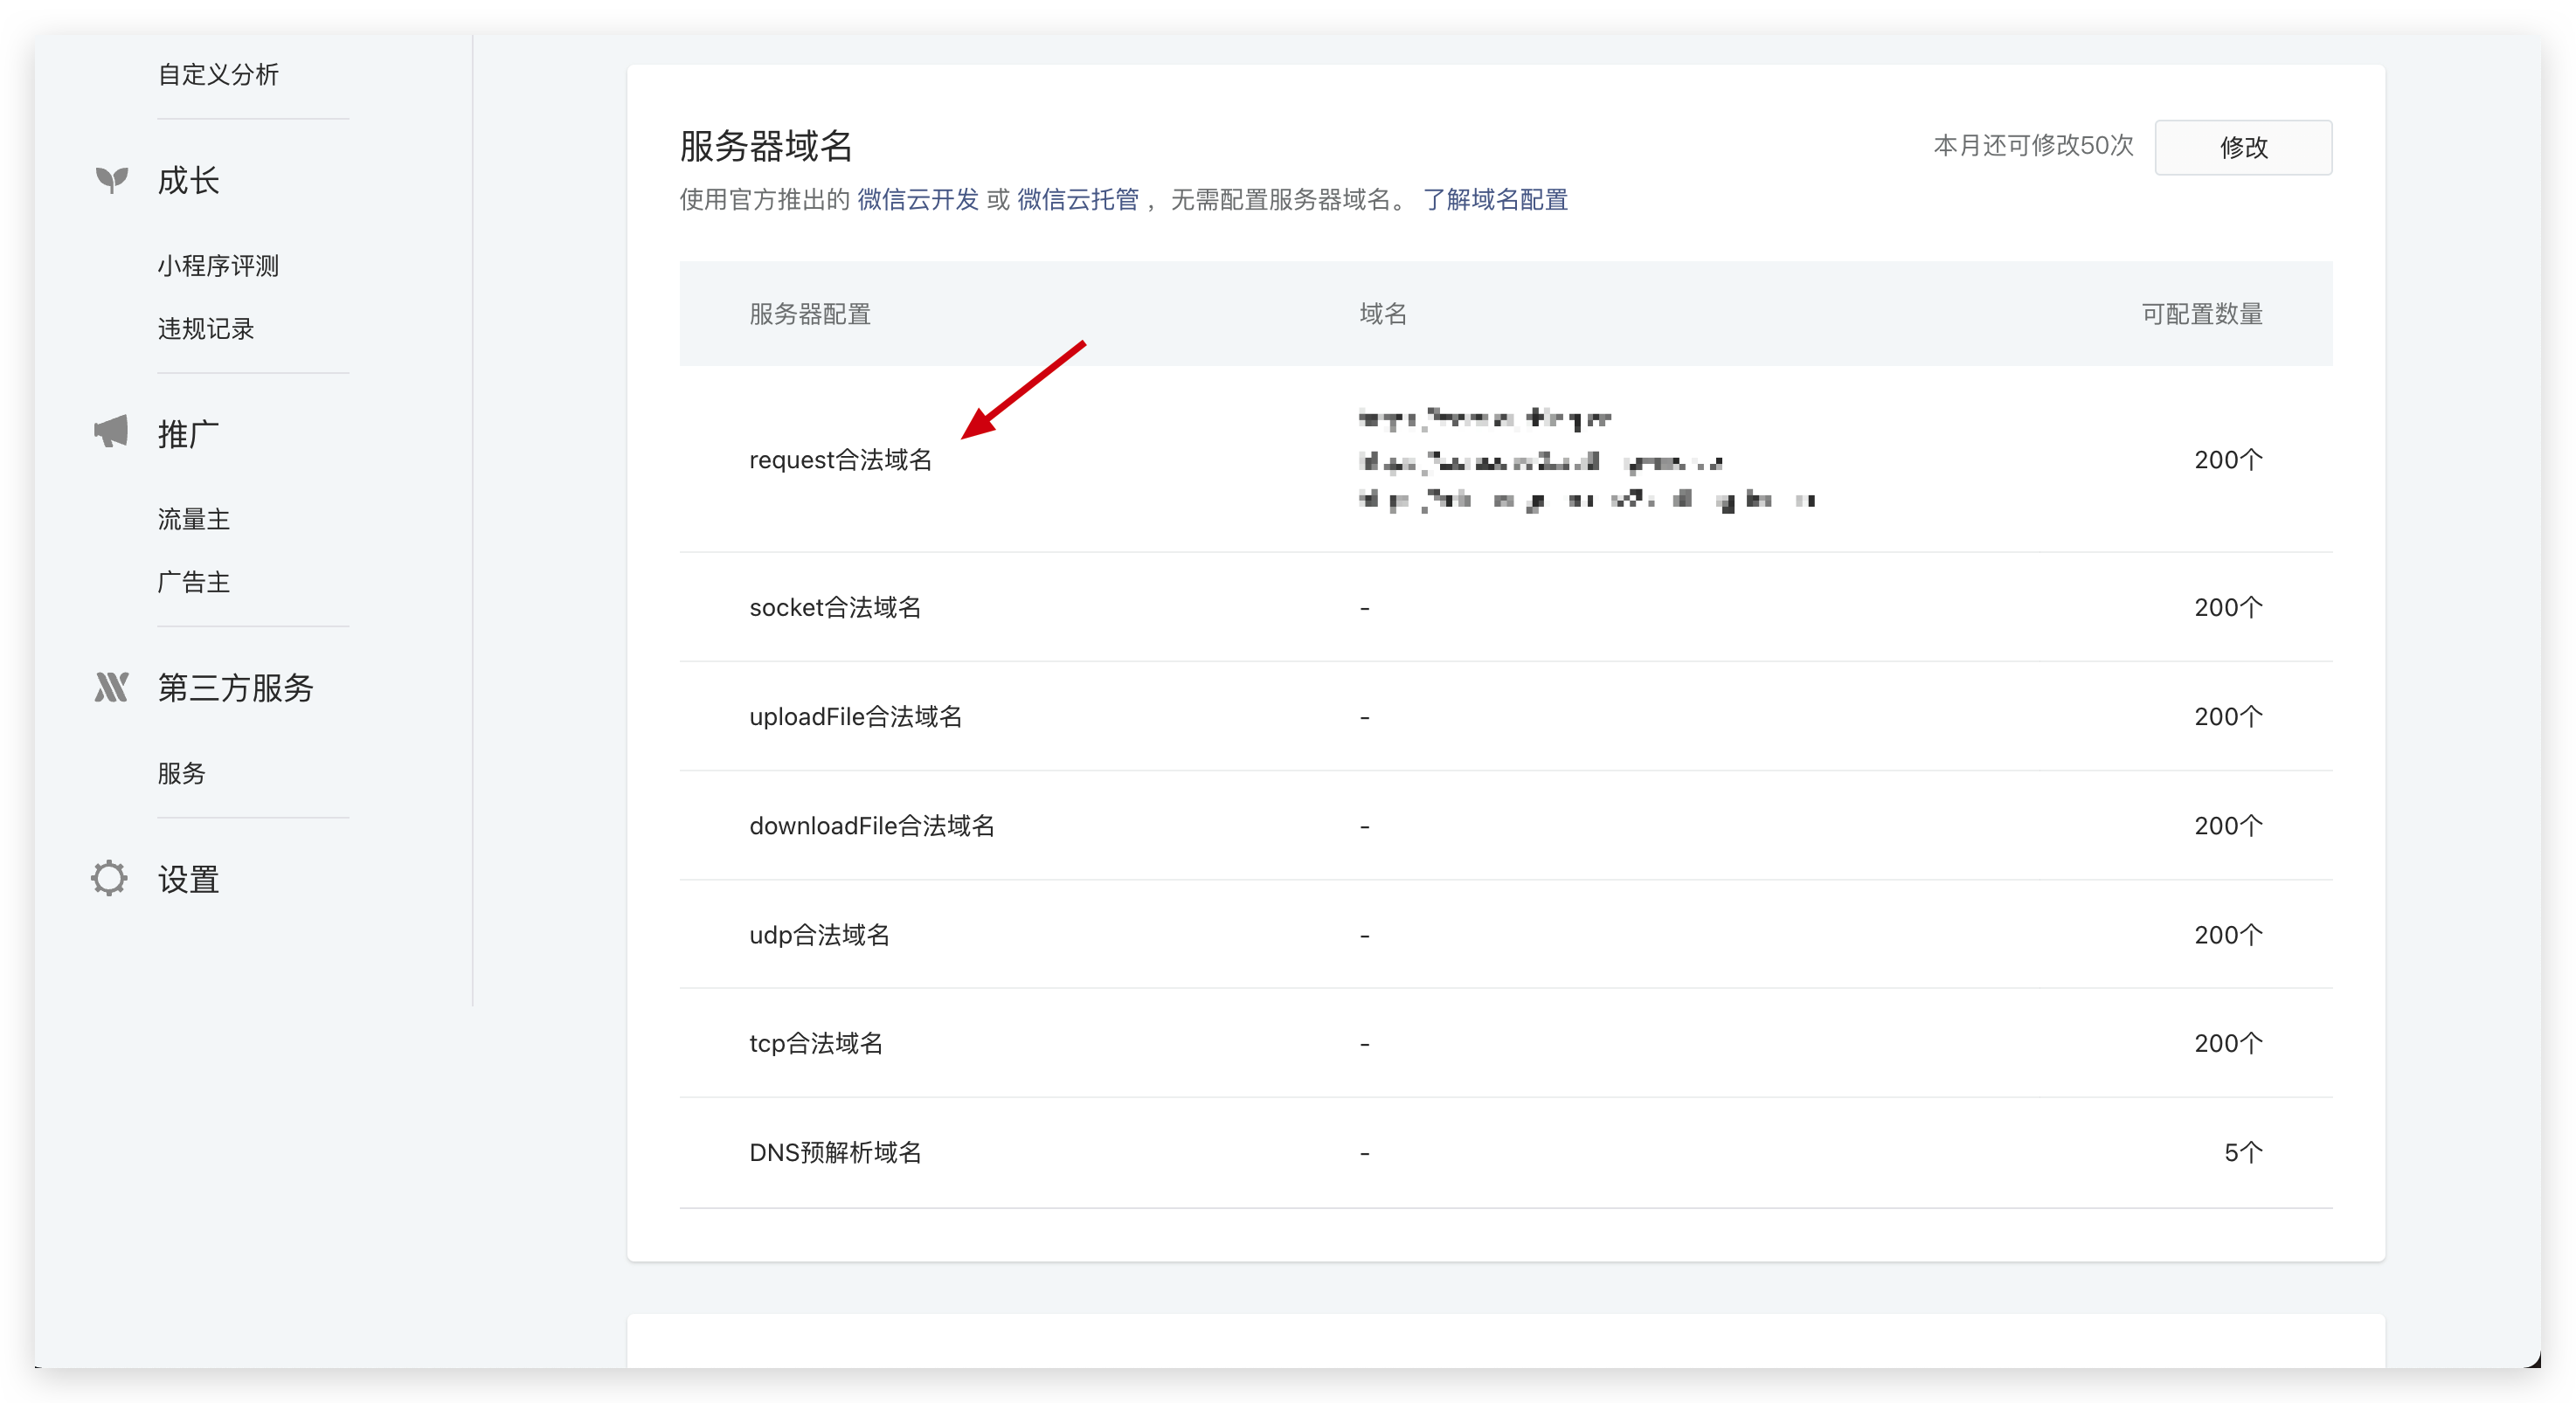 自定义分析
成长
小程序评测
违规记录
推广
流量主
广告主
第三方服务
服务
设置
服务器域名
本月还可修改50次 修改
使用官方推出的 微信云开发 或 微信云托管 ，无需配置服务器域名。 了解域名配置
服务器配置 域名 可配置数量
request合法域名 200个
socket合法域名 - 200个
uploadFile合法域名 - 200个
downloadFile合法域名 - 200个
udp合法域名 - 200个
tcp合法域名 - 200个
DNS预解析域名 - 5个